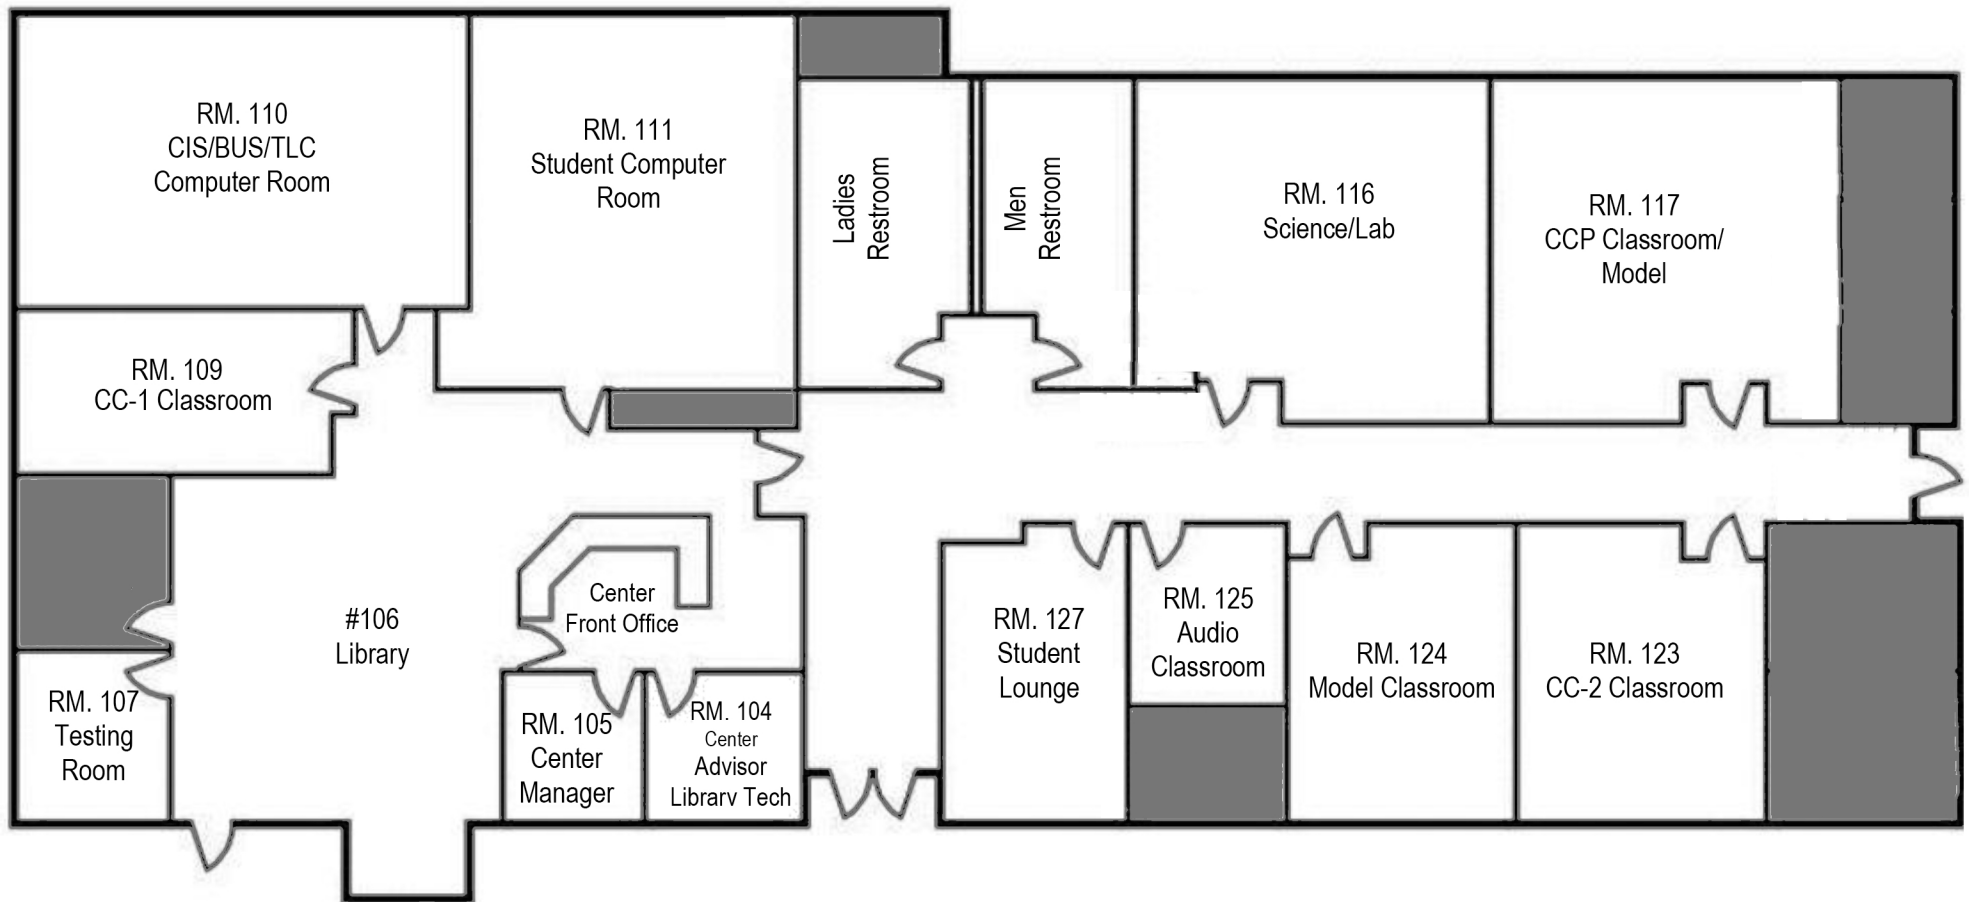 RM. 110
CIS/BUS/TLC
Computer Room
RM. 111
Student Computer
Room
Ladies
Restroom
Men
Restroom
RM. 116
Science/Lab
RM. 117
CCP Classroom/
Model
RM. 109
CC-1 Classroom
#106
Library
Center
Front Office
RM. 107
Testing
Room
RM. 105
Center
Manager
RM. 104
Center
Advisor
Library Tech
RM. 127
Student
Lounge
RM. 125
Audio
Classroom
RM. 124
Model Classroom
RM. 123
CC-2 Classroom